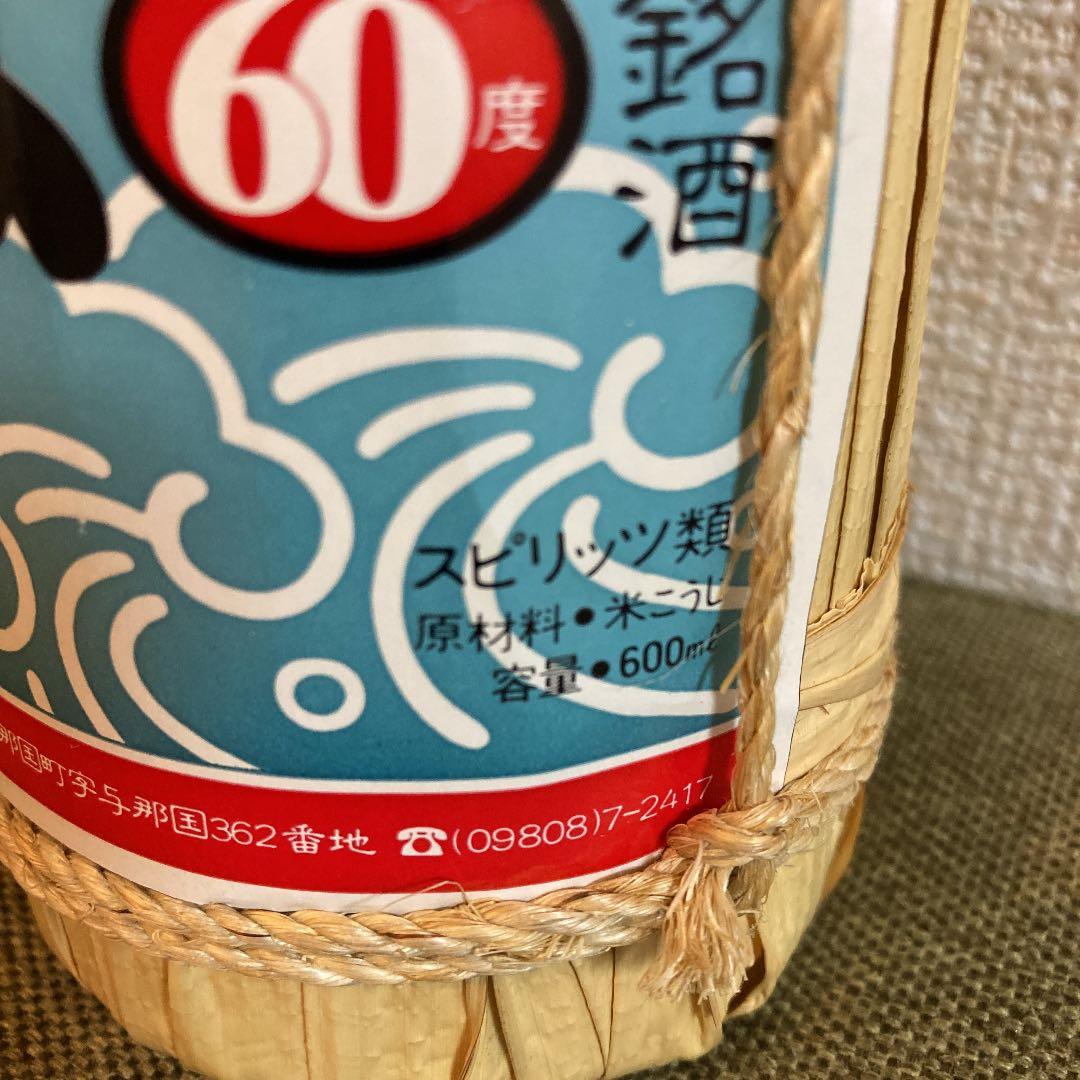 60度
銘酒
スピリッツ類
原材料・米こうじ
容量・600mℓ
那国町字与那国362番地 ☎(09808)7-2417